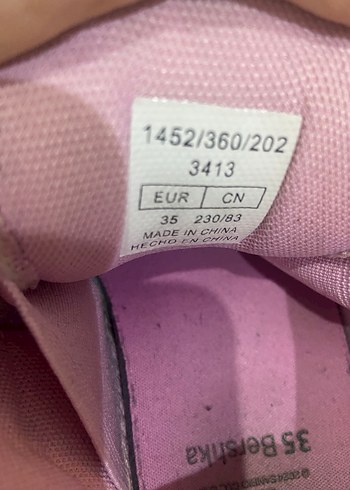 1452/360/202
3413
EUR CN
35 230/83
MADE IN CHINA
HECHO EN CHINA
35 Bershka